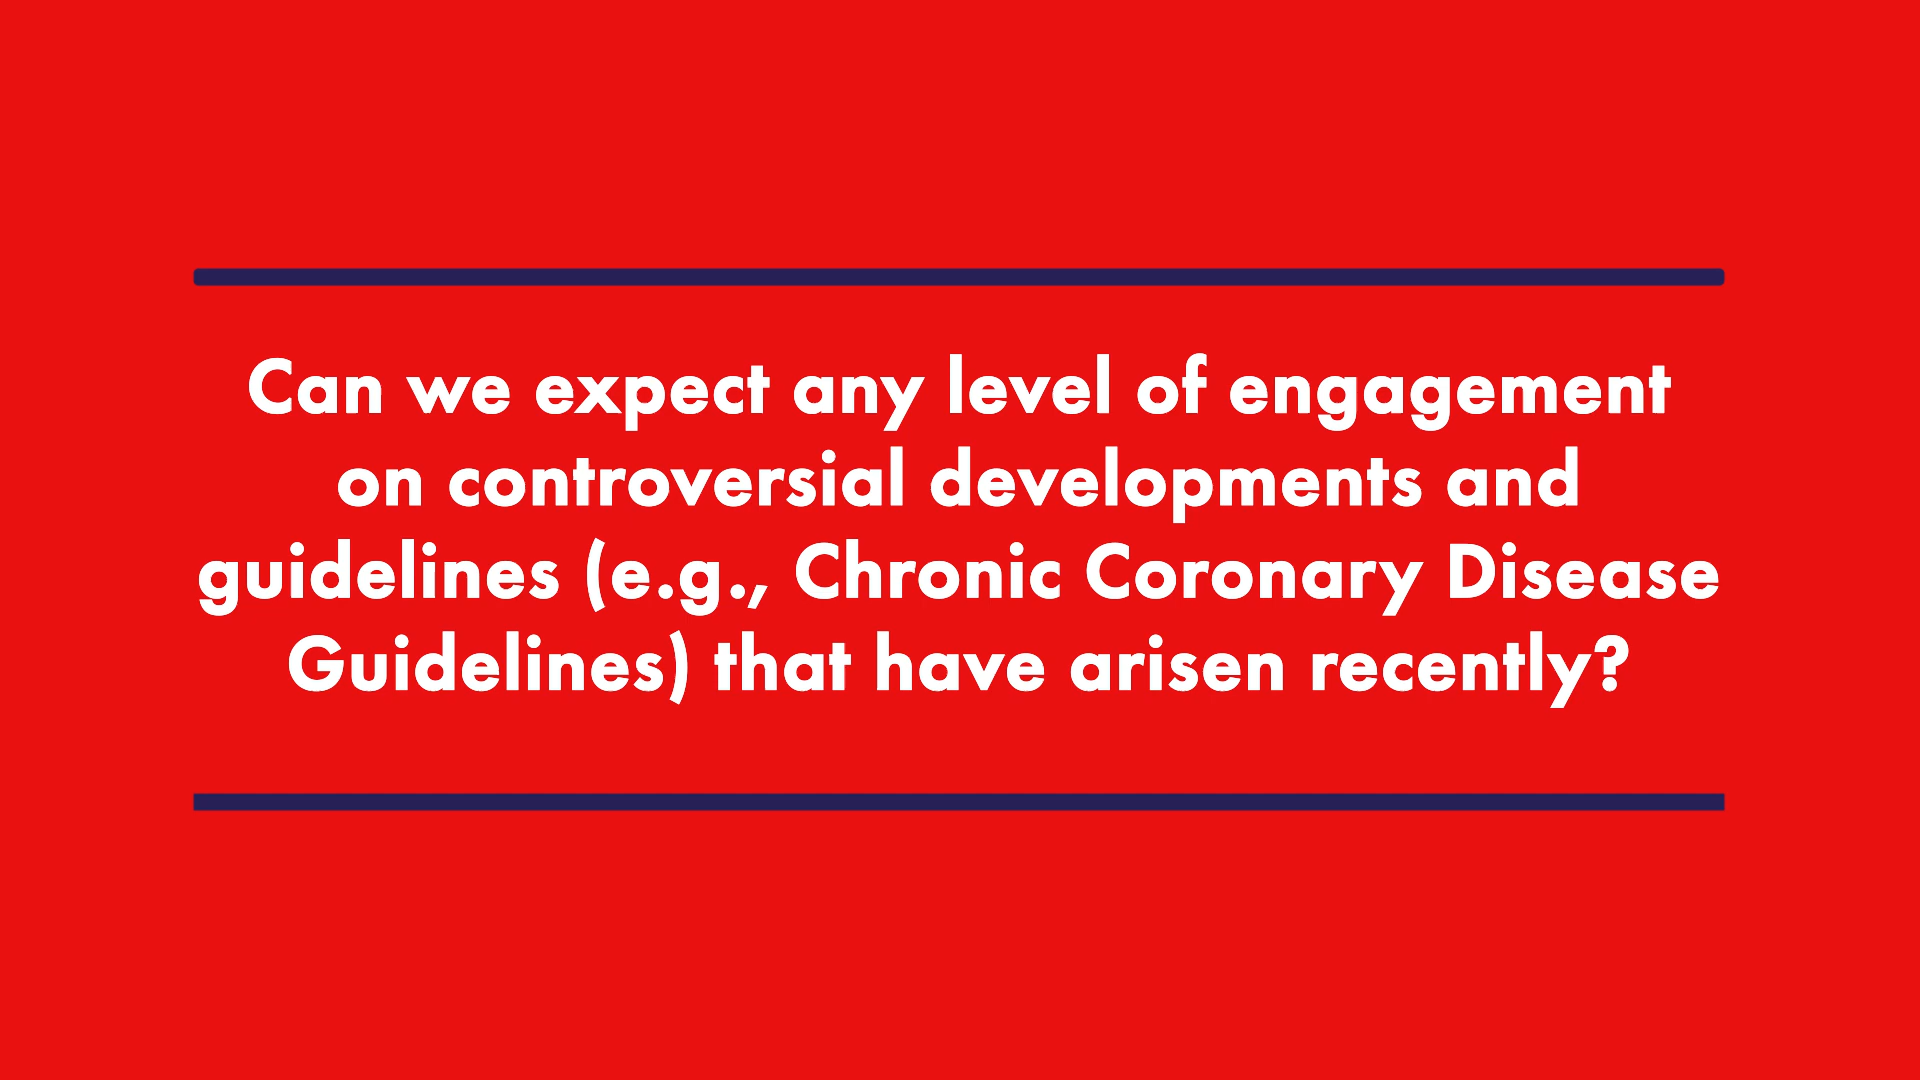 Can we expect any level of engagement
on controversial developments and
guidelines (e.g., Chronic Coronary Disease
Guidelines) that have arisen recently?